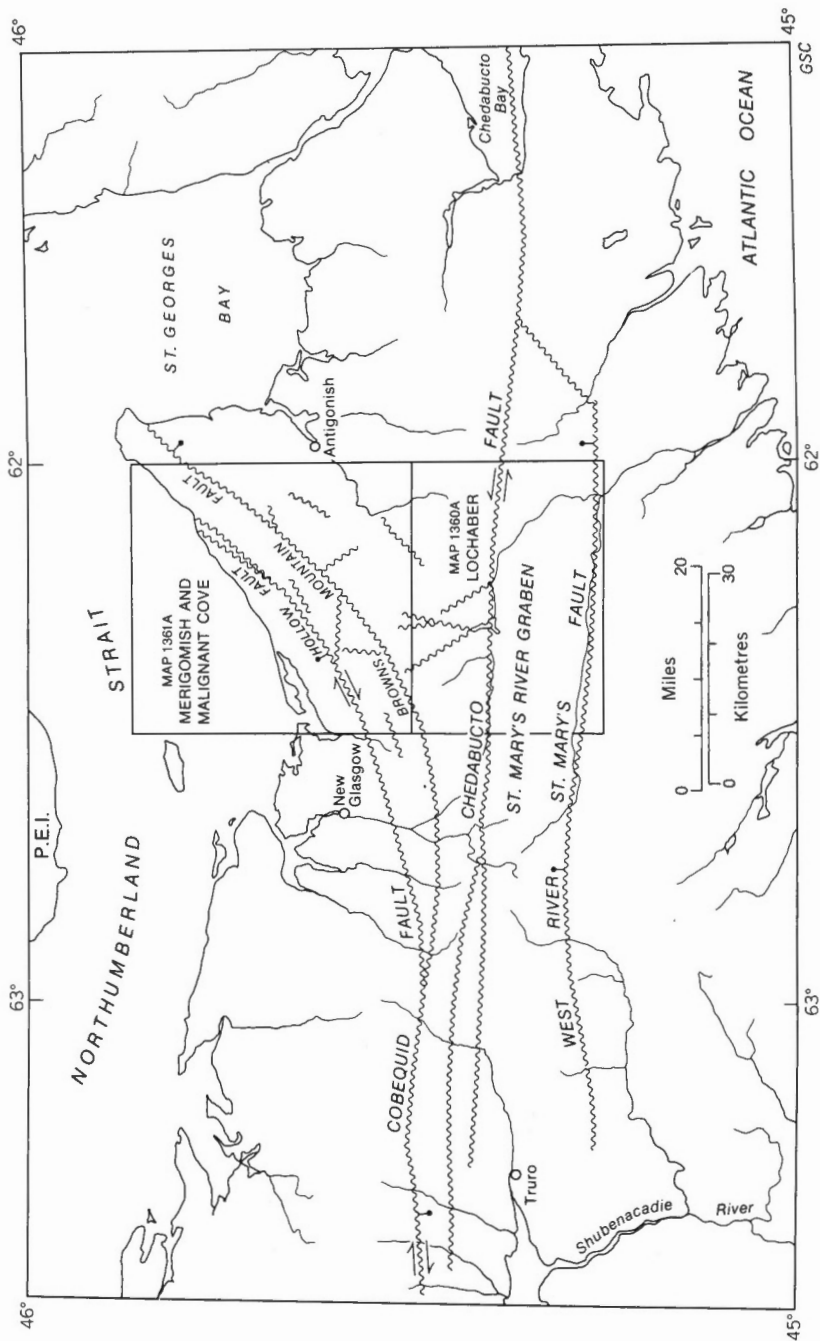 46°
63°
62°
46°
P.E.I.
NORTHUMBERLAND
STRAIT
MAP 1361A
MERIGOMISH AND
MALIGNANT COVE
ST. GEORGES
BAY
HOLLOW
FAULT
BROWNS
MOUNTAIN
FAULT
New
Glasgow
Antigonish
COBEQUID
FAULT
MAP 1360A
LOCHABER
CHEDABUCTO
FAULT
Chedabucto
Bay
Truro
ST. MARY'S RIVER GRABEN
WEST
RIVER
ST. MARY'S
FAULT
Shubenacadie
River
Miles
0
20
0
30
Kilometres
ATLANTIC OCEAN
45°
63°
62°
45°
GSC